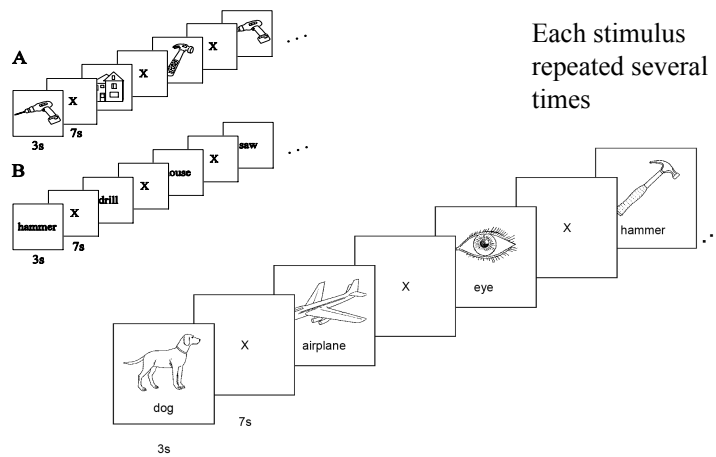 A
X
X
X
3s
7s
Each stimulus
repeated several
times
B
hammer
X
drill
X
ouse
X
saw
3s
7s
dog
X
airplane
X
eye
X
hammer
3s
7s